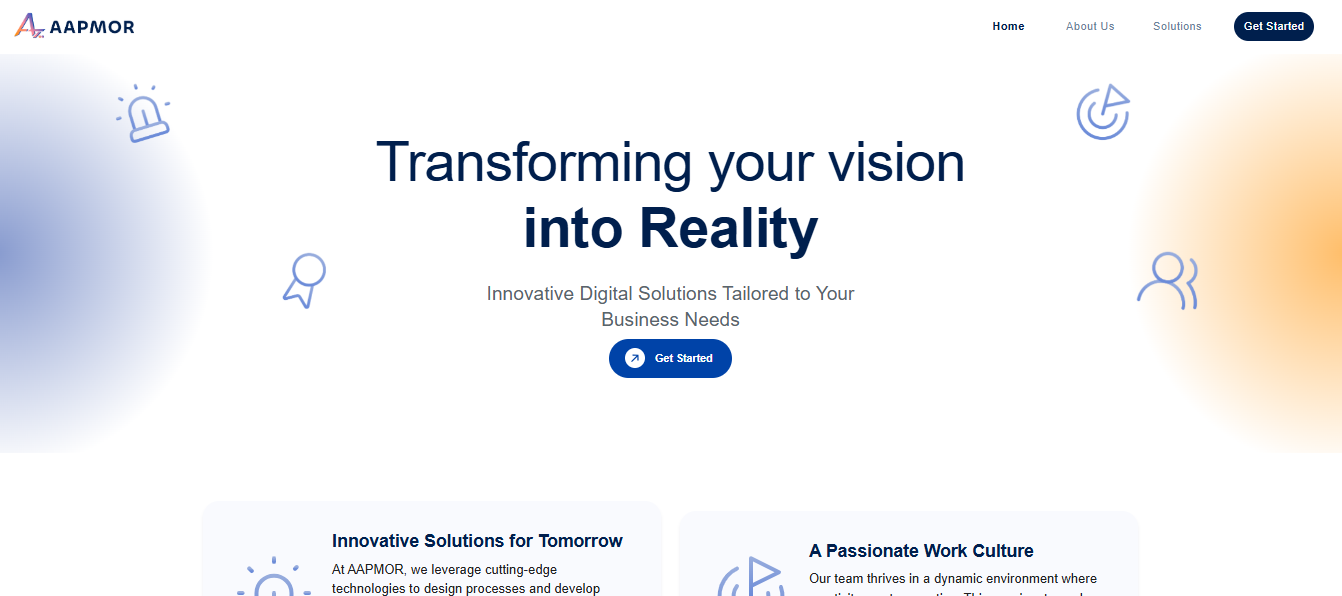 AAPMOR
Home
About Us
Solutions
Get Started
Transforming your vision
into Reality
Innovative Digital Solutions Tailored to Your
Business Needs
Get Started
Innovative Solutions for Tomorrow
At AAPMOR, we leverage cutting-edge
technologies to design processes and develop
A Passionate Work Culture
Our team thrives in a dynamic environment where